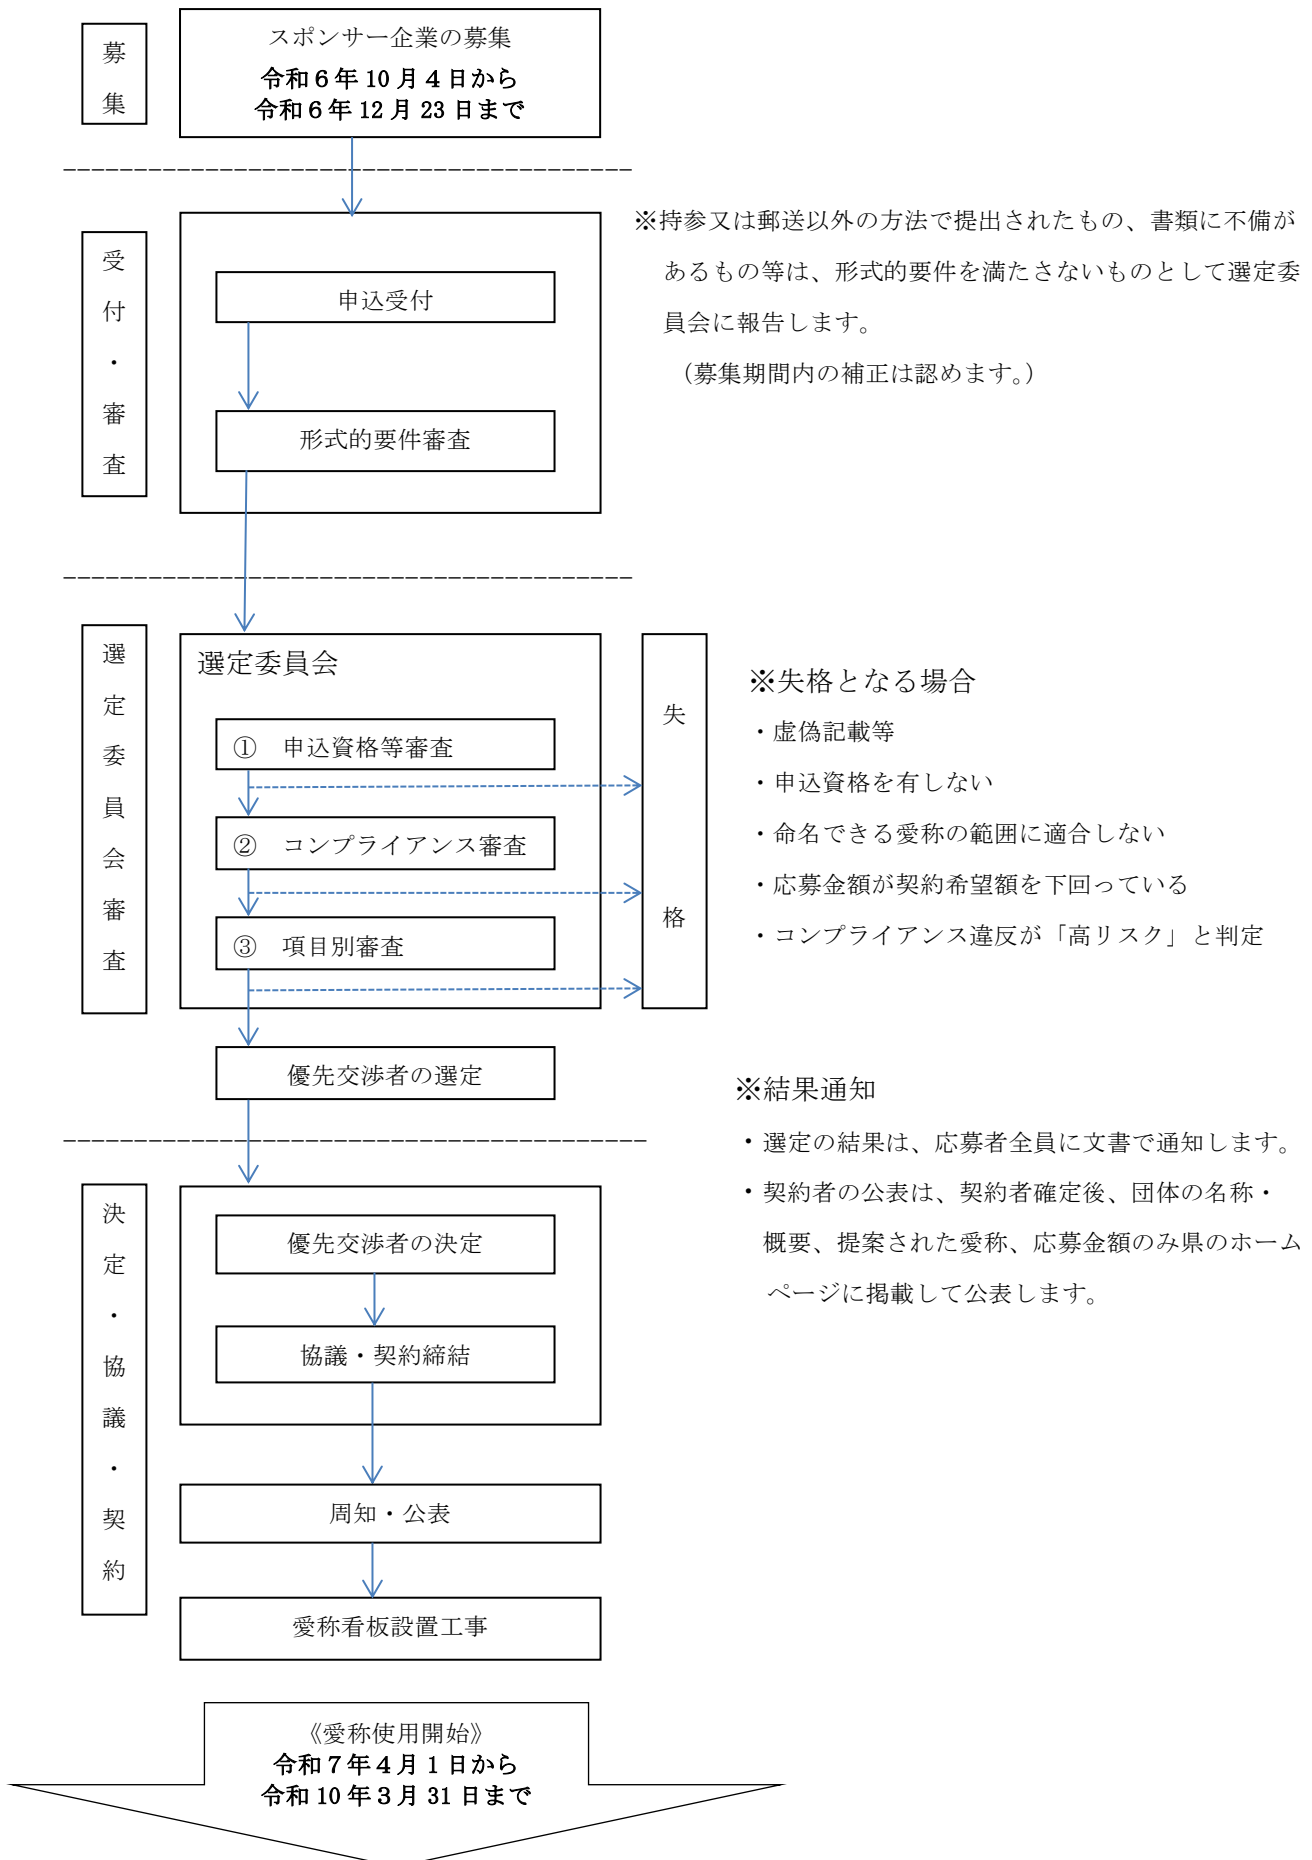 募集
スポンサー企業の募集
令和６年 10 月４日から
令和６年 12 月 23 日まで
受付・審査
申込受付
形式的要件審査
※持参又は郵送以外の方法で提出されたもの、書類に不備が
あるもの等は、形式的要件を満たさないものとして選定委
員会に報告します。
（募集期間内の補正は認めます。）
選定委員会審査
選定委員会
① 申込資格等審査
② コンプライアンス審査
③ 項目別審査
失格
※失格となる場合
・虚偽記載等
・申込資格を有しない
・命名できる愛称の範囲に適合しない
・応募金額が契約希望額を下回っている
・コンプライアンス違反が「高リスク」と判定
優先交渉者の選定
※結果通知
・選定の結果は、応募者全員に文書で通知します。
・契約者の公表は、契約者確定後、団体の名称・
概要、提案された愛称、応募金額のみ県のホーム
ページに掲載して公表します。
決定・協議・契約
優先交渉者の決定
協議・契約締結
周知・公表
愛称看板設置工事
《愛称使用開始》
令和７年４月１日から
令和 10 年３月 31 日まで